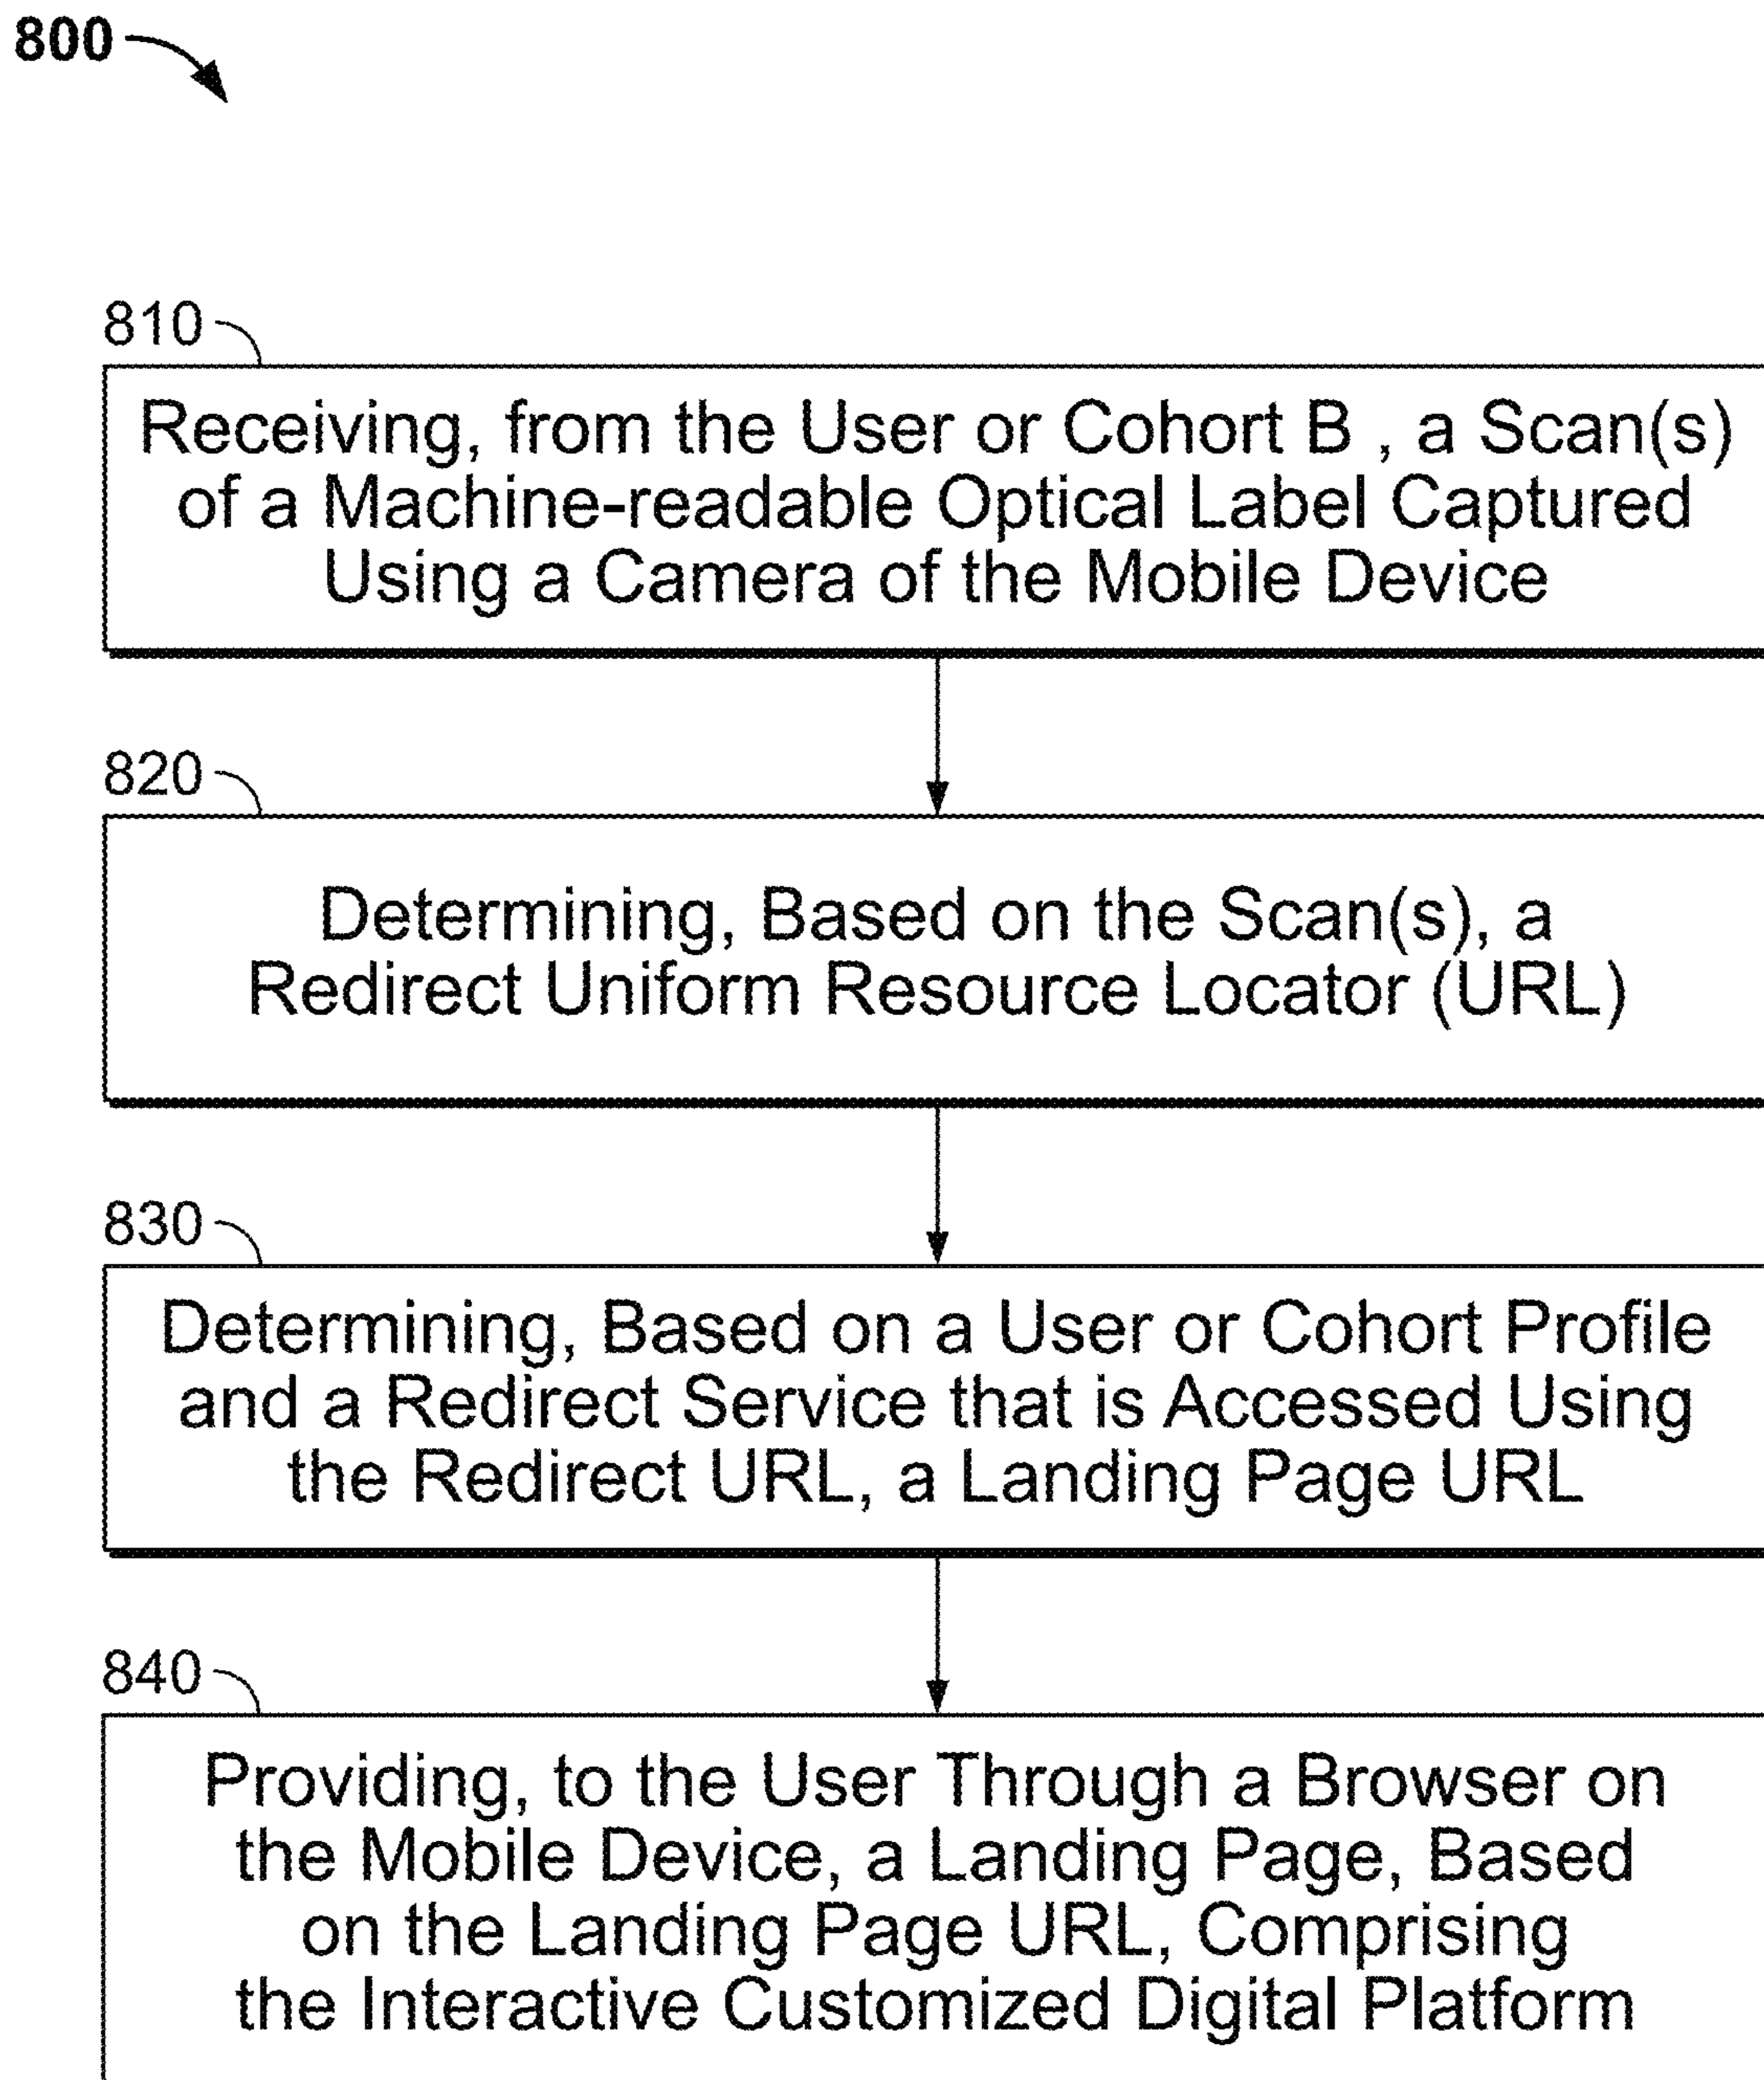 800
810
Receiving, from the User or Cohort B , a Scan(s)
of a Machine-readable Optical Label Captured
Using a Camera of the Mobile Device
820
Determining, Based on the Scan(s), a
Redirect Uniform Resource Locator (URL)
830
Determining, Based on a User or Cohort Profile
and a Redirect Service that is Accessed Using
the Redirect URL, a Landing Page URL
840
Providing, to the User Through a Browser on
the Mobile Device, a Landing Page, Based
on the Landing Page URL, Comprising
the Interactive Customized Digital Platform